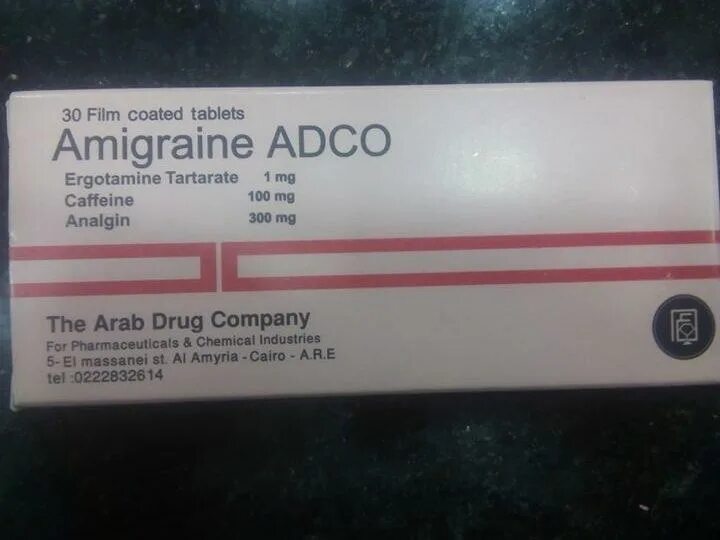 30 Film coated tablets
Amigraine ADCO
Ergotamine Tartarate 1 mg
Caffeine 100 mg
Analgin 300 mg
The Arab Drug Company
For Pharmaceuticals & Chemical Industries
5- El massanei st. Al Amyria - Cairo - A.R.E
tel :0222832614